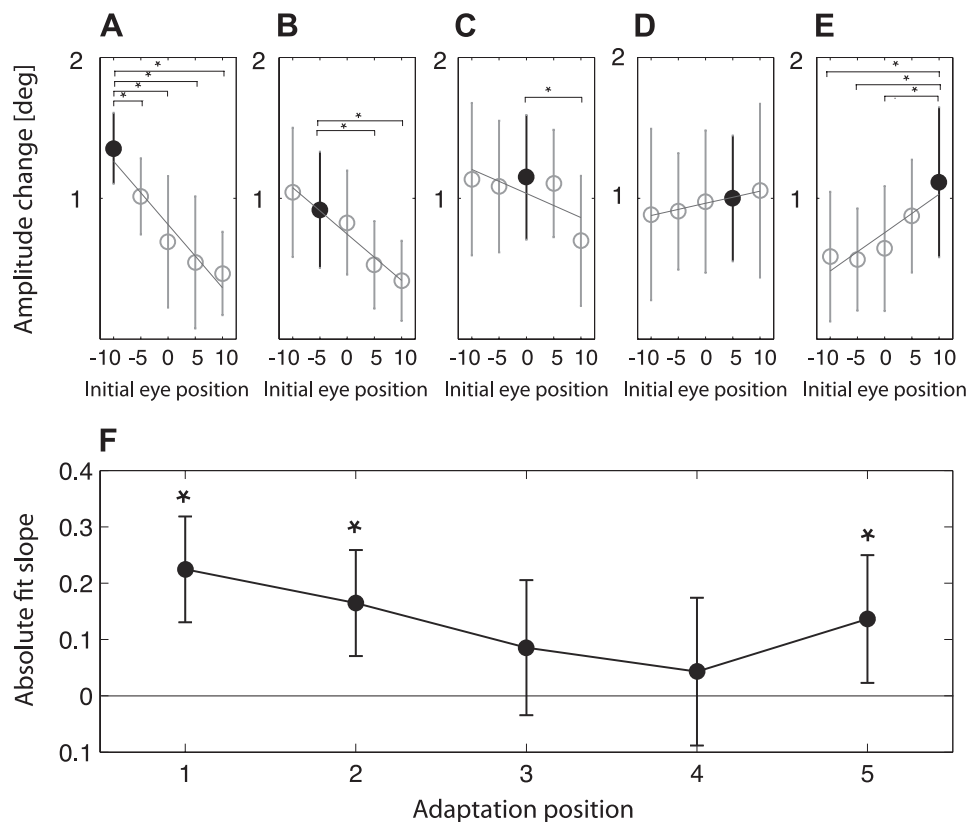 A B C D E
Amplitude change [deg]
2 2 2 2 2
* * * *
* *
*
* * *
1 1 1 1 1
-10 -5 0 5 10 -10 -5 0 5 10 -10 -5 0 5 10 -10 -5 0 5 10 -10 -5 0 5 10
Initial eye position Initial eye position Initial eye position Initial eye position Initial eye position
F
Absolute fit slope
0.4
0.3
0.2
0.1
0
0.1
* * *
1 2 3 4 5
Adaptation position